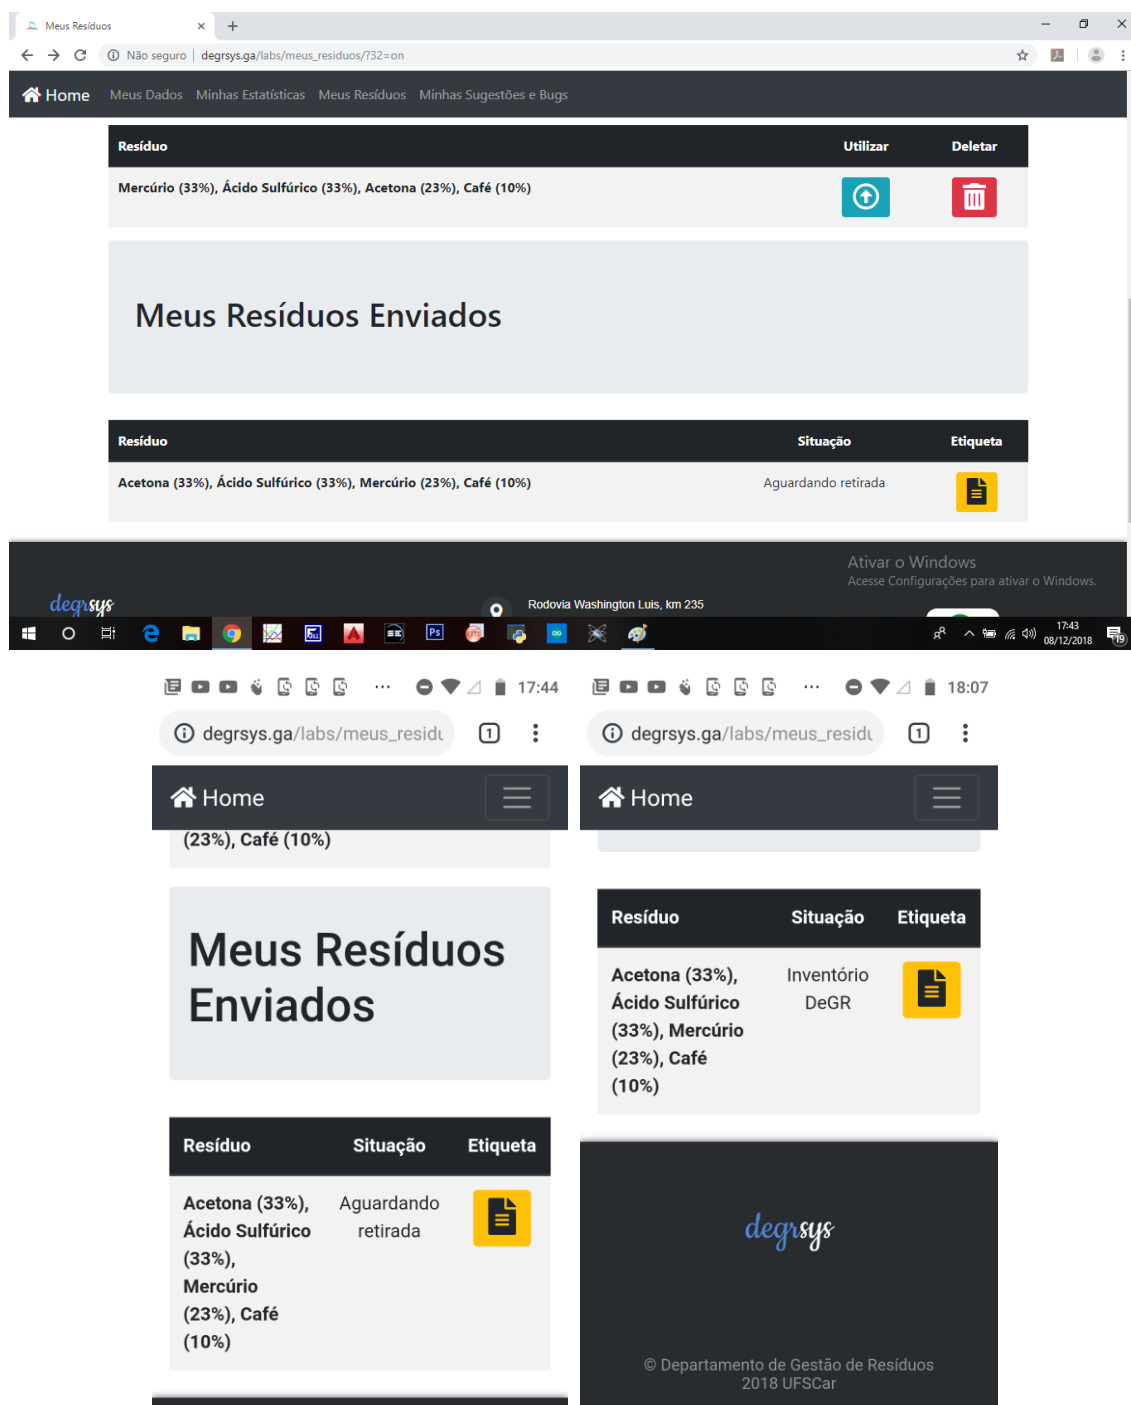 Meus Resíduos
Não seguro | degrsys.ga/labs/meus_residuos/?32=on
Home Meus Dados Minhas Estatísticas Meus Resíduos Minhas Sugestões e Bugs
Resíduo Utilizar Deletar
Mercúrio (33%), Ácido Sulfúrico (33%), Acetona (23%), Café (10%)
Meus Resíduos Enviados
Resíduo Situação Etiqueta
Acetona (33%), Ácido Sulfúrico (33%), Mercúrio (23%), Café (10%) Aguardando retirada
Ativar o Windows
Acesse Configurações para ativar o Windows.
degrsys
Rodovia Washington Luis, km 235
Ps
17:43
08/12/2018
19
17:44
degrsys.ga/labs/meus_resid
1
Home
(23%), Café (10%)
Meus Resíduos
Enviados
Resíduo Situação Etiqueta
Acetona (33%), Aguardando
Ácido Sulfúrico retirada
(33%),
Mercúrio
(23%), Café
(10%)
18:07
degrsys.ga/labs/meus_resid
1
Home
Resíduo Situação Etiqueta
Acetona (33%), Inventório
Ácido Sulfúrico DeGR
(33%), Mercúrio
(23%), Café
(10%)
degrsys
© Departamento de Gestão de Resíduos
2018 UFSCar